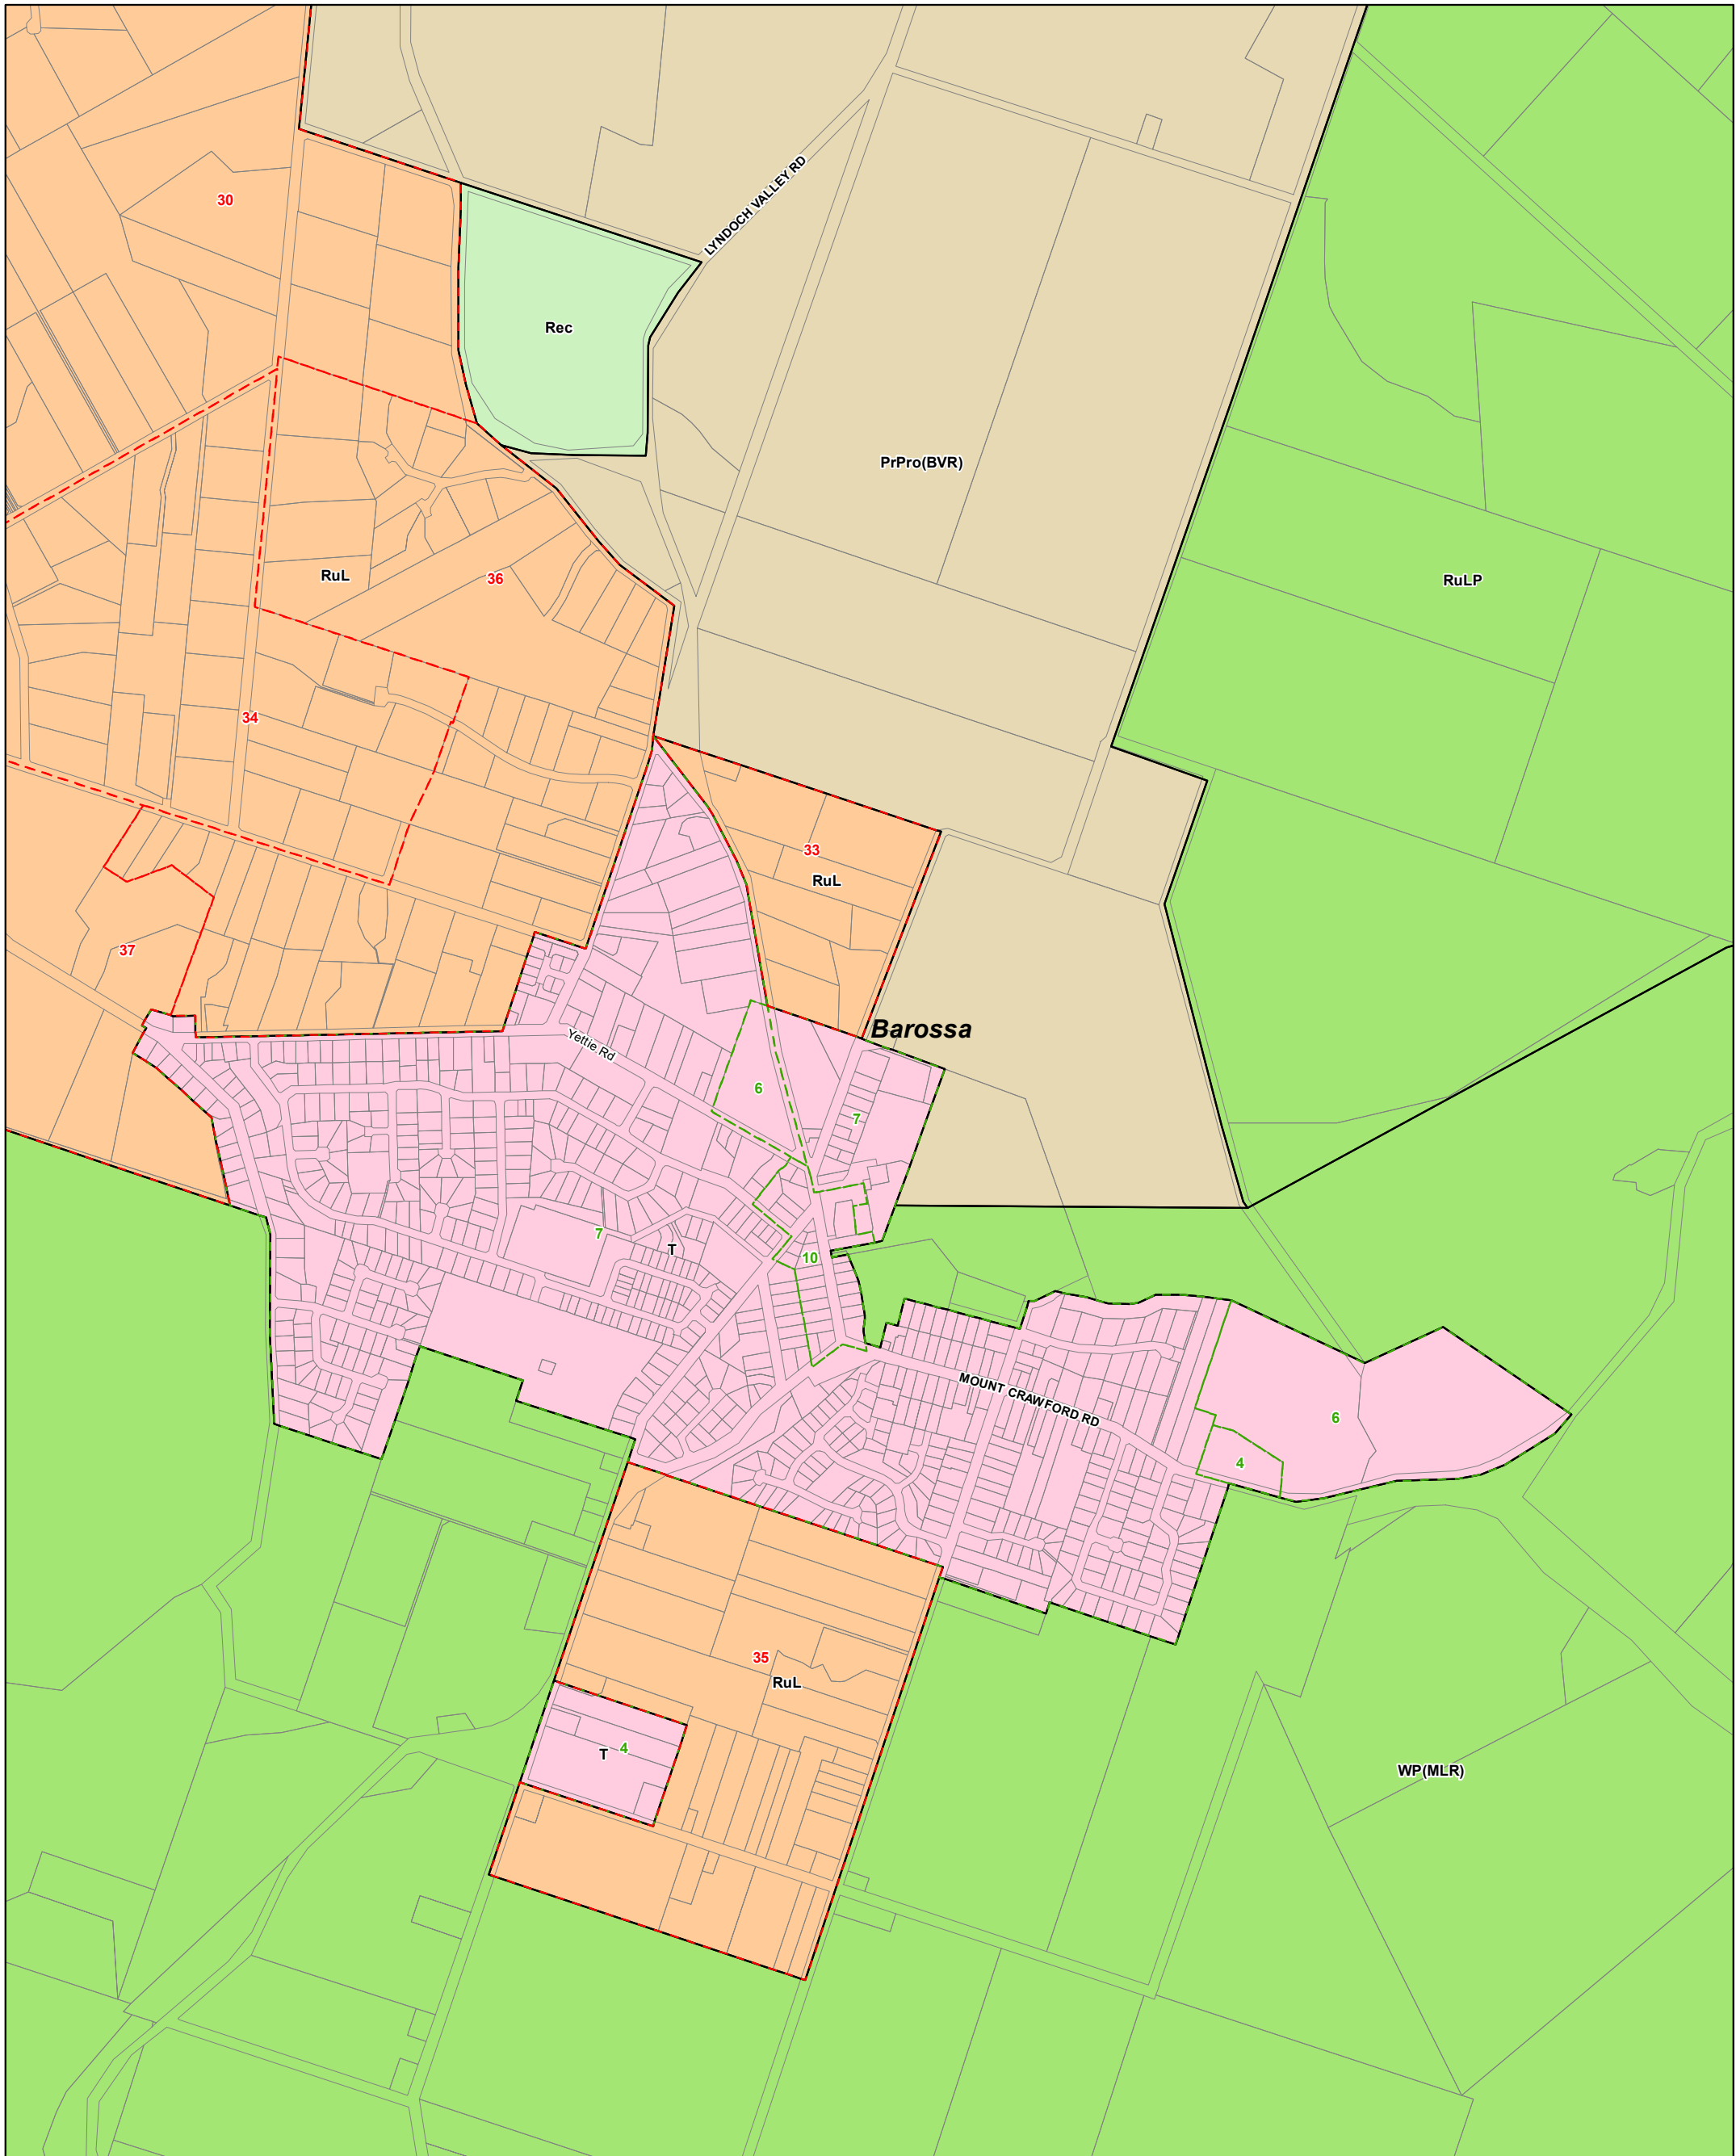 LYNDOCH VALLEY RD
30
Rec
PrPro(BVR)
RuL
36
RuLP
34
33
RuL
37
Barossa
Yettie Rd
6
7
7
T
10
MOUNT CRAWFORD RD
6
4
35
RuL
T
4
WP(MLR)